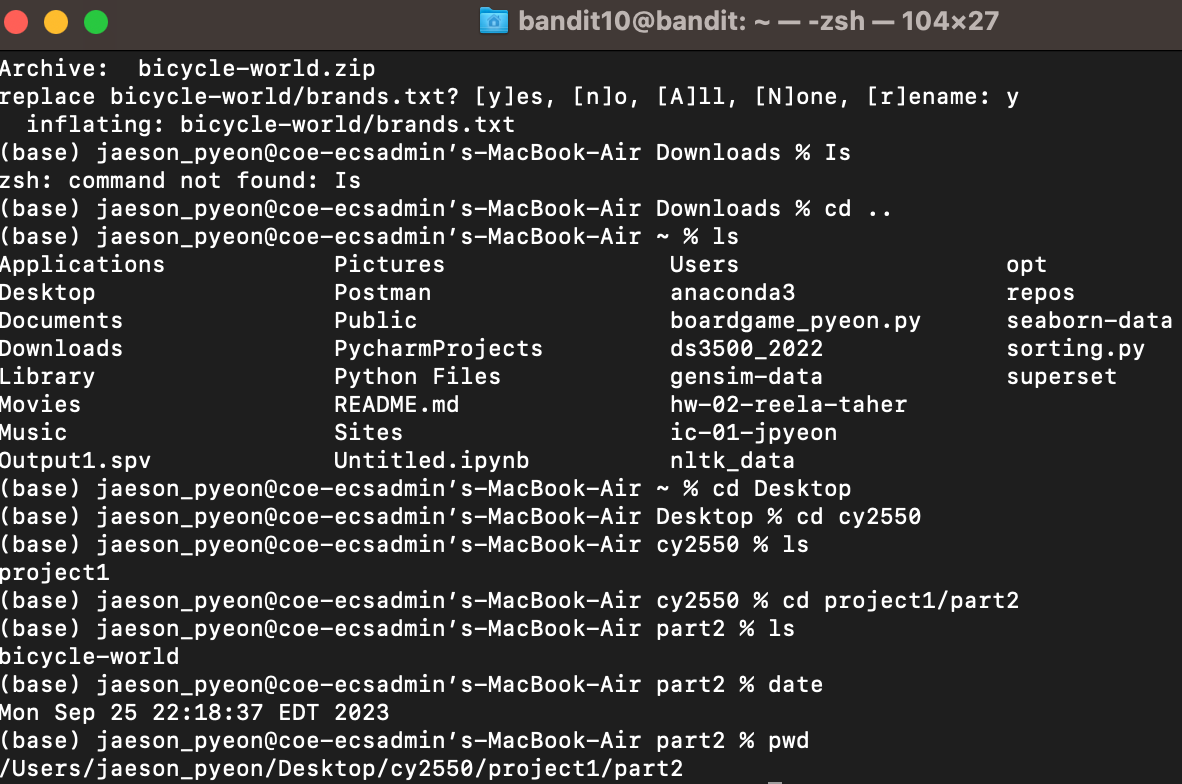 bandit10@bandit: ~ — -zsh — 104×27
Archive:  bicycle-world.zip
replace bicycle-world/brands.txt? [y]es, [n]o, [A]ll, [N]one, [r]ename: y
  inflating: bicycle-world/brands.txt
(base) jaeson_pyeon@coe-ecsadmin’s-MacBook-Air Downloads % Is
zsh: command not found: Is
(base) jaeson_pyeon@coe-ecsadmin’s-MacBook-Air Downloads % cd ..
(base) jaeson_pyeon@coe-ecsadmin’s-MacBook-Air ~ % ls
Applications Pictures Users opt
Desktop Postman anaconda3 repos
Documents Public boardgame_pyeon.py seaborn-data
Downloads PycharmProjects ds3500_2022 sorting.py
Library Python Files gensim-data superset
Movies README.md hw-02-reela-taher
Music Sites ic-01-jpyeon
Output1.spv Untitled.ipynb nltk_data
(base) jaeson_pyeon@coe-ecsadmin’s-MacBook-Air ~ % cd Desktop
(base) jaeson_pyeon@coe-ecsadmin’s-MacBook-Air Desktop % cd cy2550
(base) jaeson_pyeon@coe-ecsadmin’s-MacBook-Air cy2550 % ls
project1
(base) jaeson_pyeon@coe-ecsadmin’s-MacBook-Air cy2550 % cd project1/part2
(base) jaeson_pyeon@coe-ecsadmin’s-MacBook-Air part2 % ls
bicycle-world
(base) jaeson_pyeon@coe-ecsadmin’s-MacBook-Air part2 % date
Mon Sep 25 22:18:37 EDT 2023
(base) jaeson_pyeon@coe-ecsadmin’s-MacBook-Air part2 % pwd
/Users/jaeson_pyeon/Desktop/cy2550/project1/part2